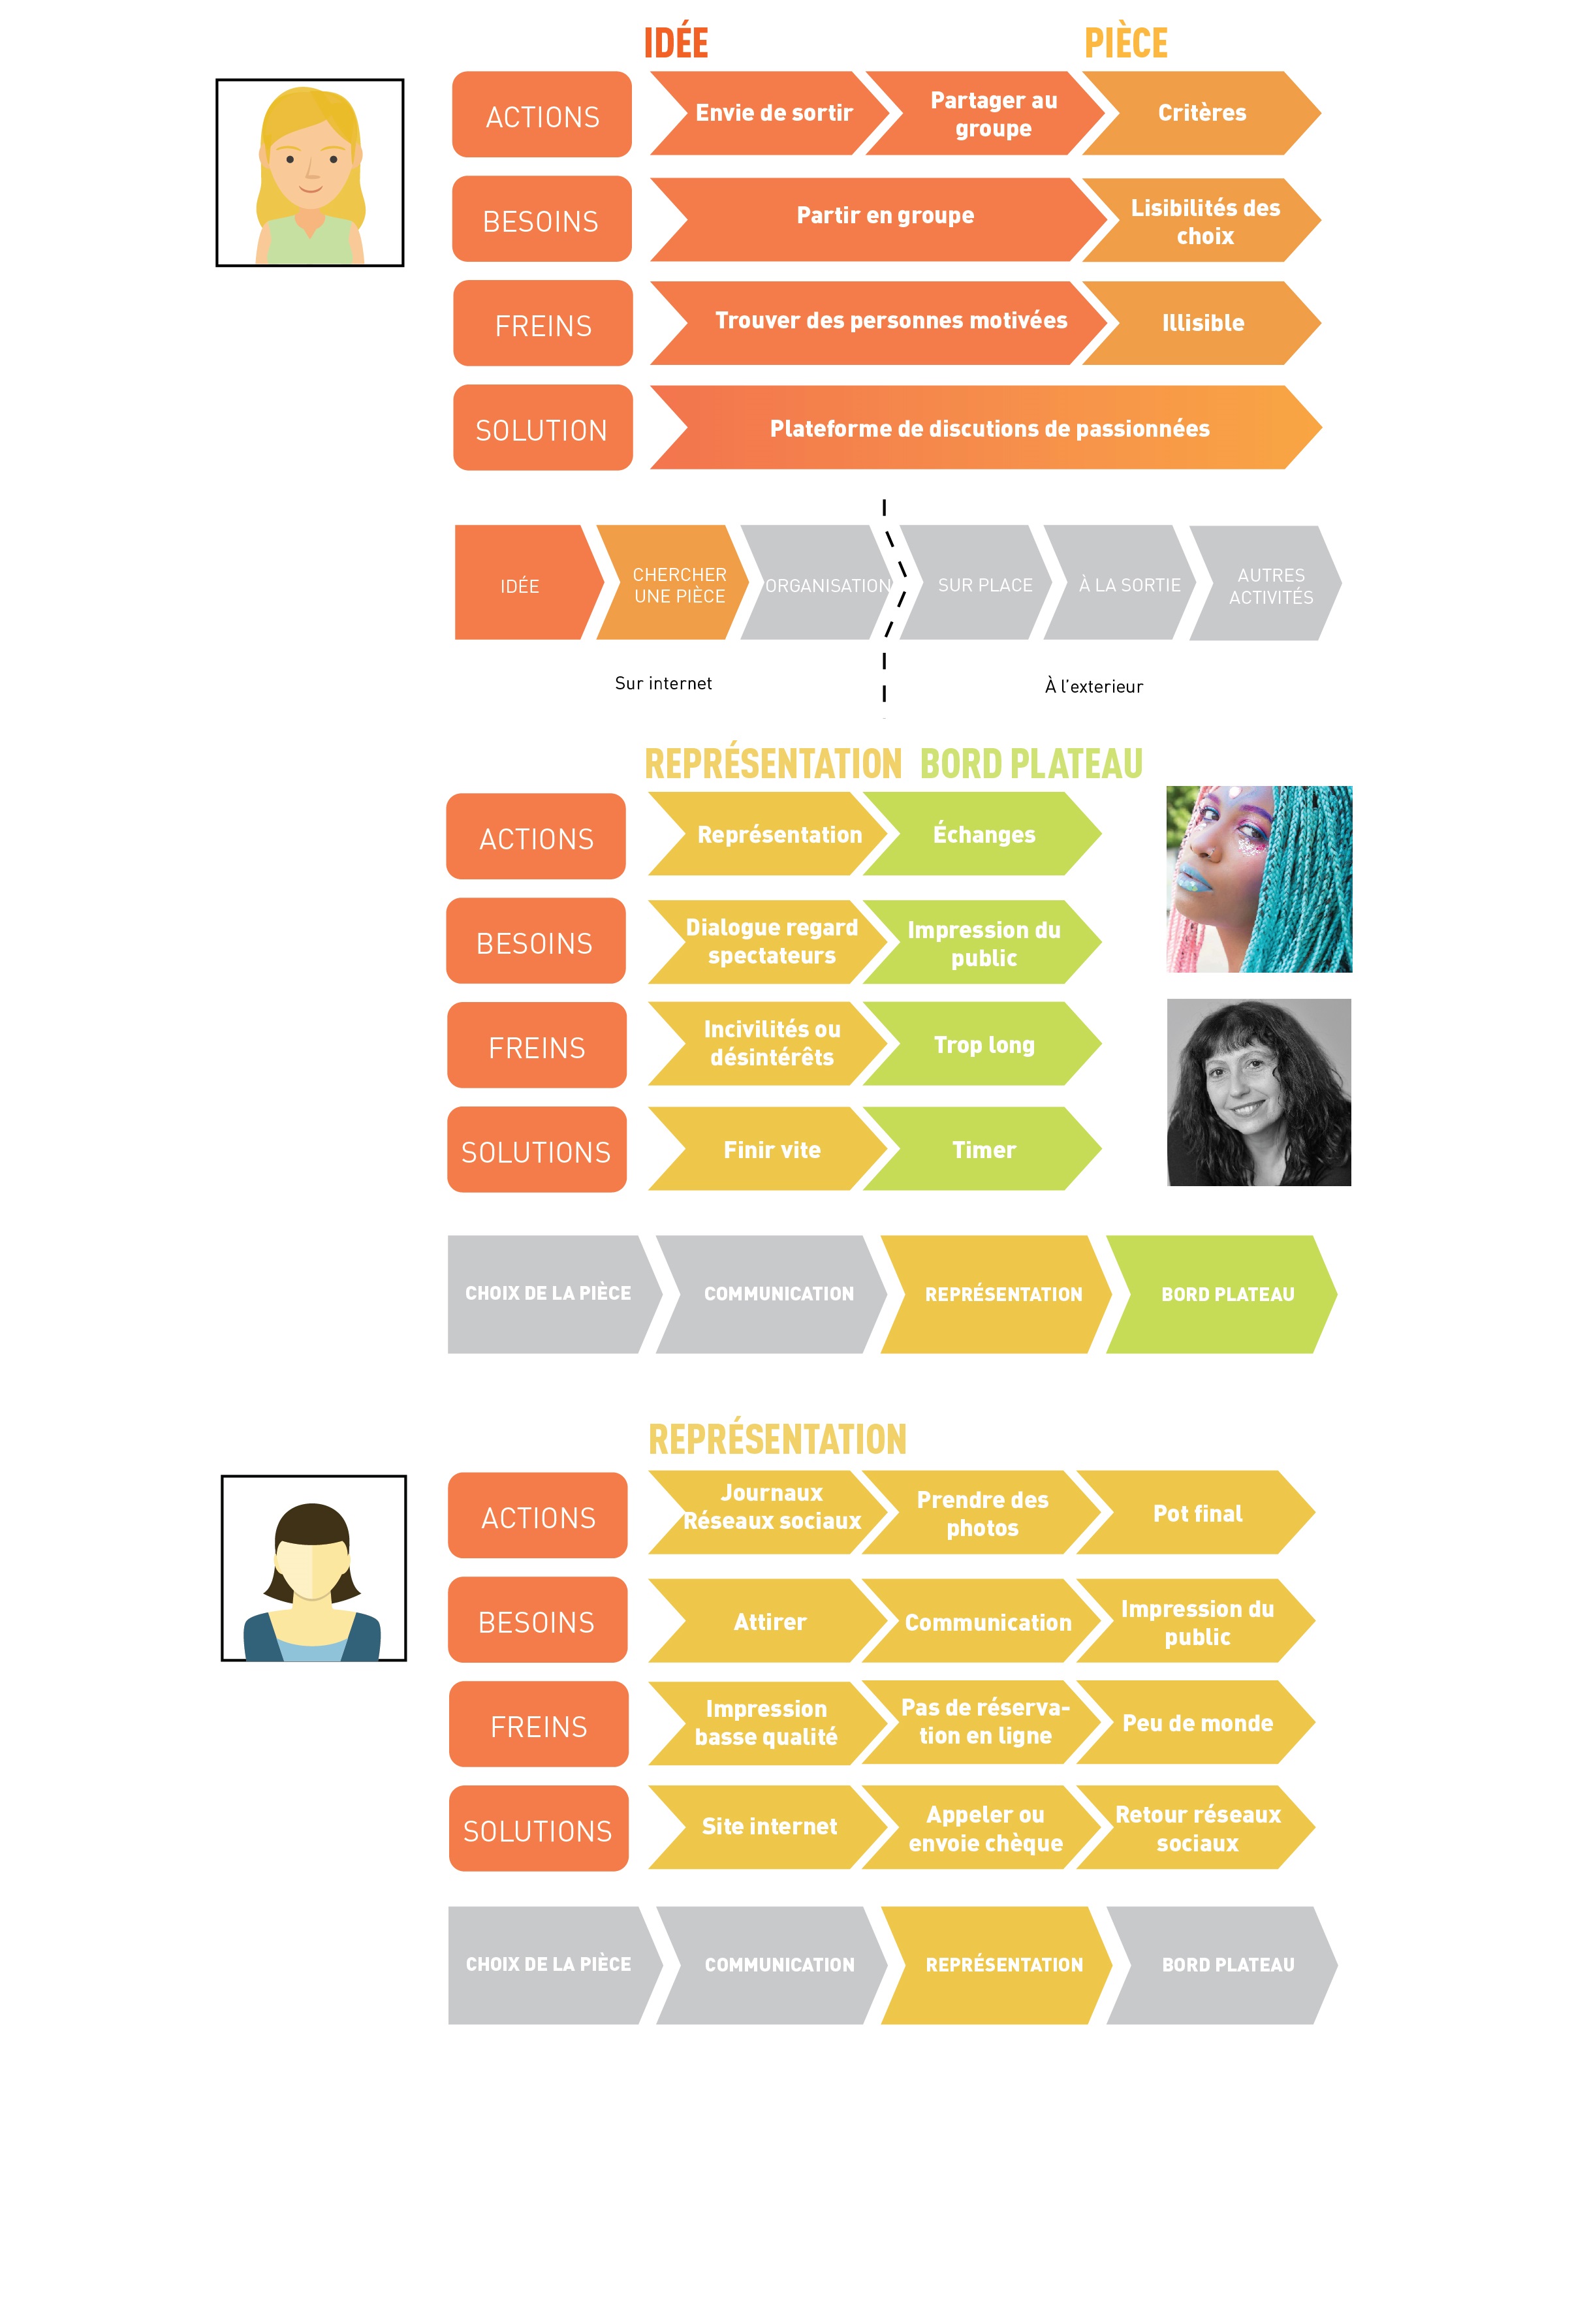 IDÉE
PIÈCE
ACTIONS
Envie de sortir
Partager au
groupe
Critères
BESOINS
Partir en groupe
Lisibilités des
choix
FREINS
Trouver des personnes motivées
Illisible
SOLUTION
Plateforme de discutions de passionnées
IDÉE
CHERCHER
UNE PIÈCE
ORGANISATION
SUR PLACE
À LA SORTIE
AUTRES
ACTIVITÉS
Sur internet
À l'exterieur
REPRÉSENTATION
BORD PLATEAU
ACTIONS
Représentation
Échanges
BESOINS
Dialogue regard
spectateurs
Impression du
public
FREINS
Incivilités ou
désintérêts
Trop long
SOLUTIONS
Finir vite
Timer
CHOIX DE LA PIÈCE
COMMUNICATION
REPRÉSENTATION
BORD PLATEAU
REPRÉSENTATION
ACTIONS
Journaux
Réseaux sociaux
Prendre des
photos
Pot final
BESOINS
Attirer
Communication
Impression du
public
FREINS
Impression
basse qualité
Pas de réserva-
tion en ligne
Peu de monde
SOLUTIONS
Site internet
Appeler ou
envoie chèque
Retour réseaux
sociaux
CHOIX DE LA PIÈCE
COMMUNICATION
REPRÉSENTATION
BORD PLATEAU